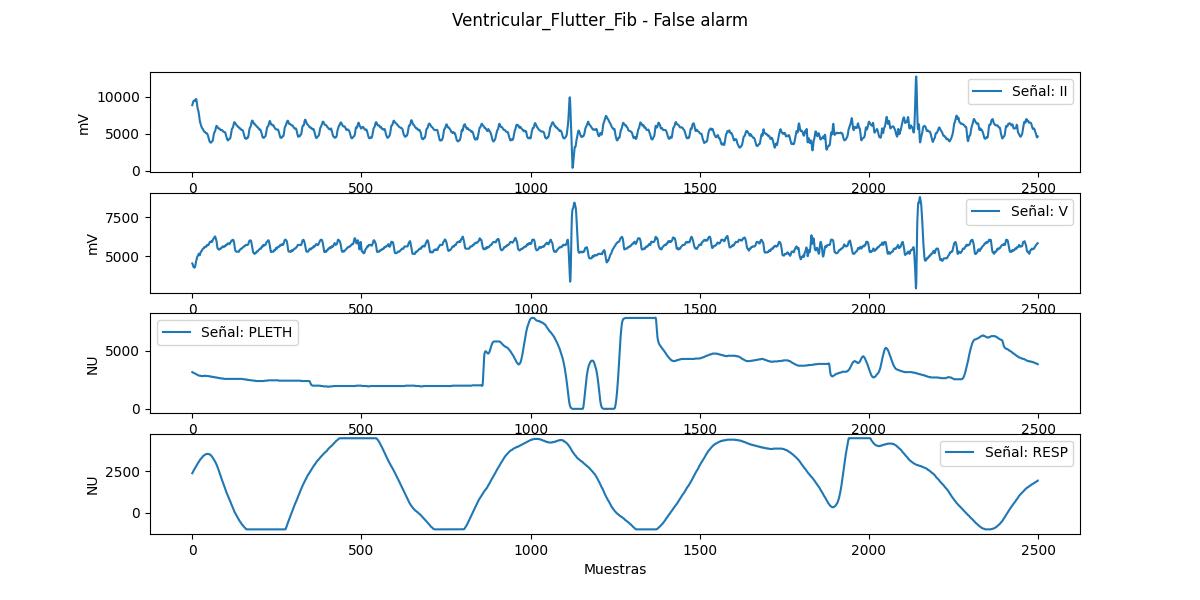 Ventricular_Flutter_Fib - False alarm
10000
5000
0
mV
Señal: II
0 500 1000 1500 2000 2500
7500
5000
mV
Señal: V
0 500 1000 1500 2000 2500
5000
0
NU
Señal: PLETH
0 500 1000 1500 2000 2500
2500
0
NU
Señal: RESP
0 500 1000 1500 2000 2500
Muestras